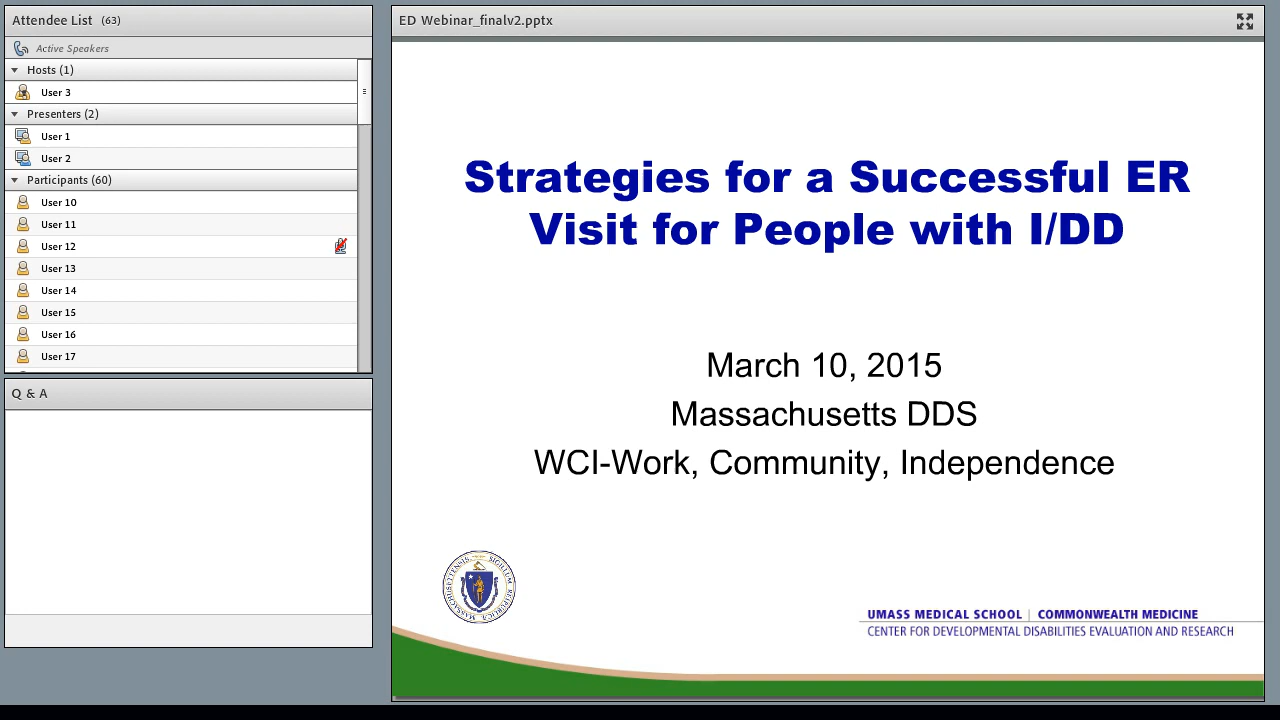 Attendee List (63)
Active Speakers
Hosts (1)
User 3
Presenters (2)
User 1
User 2
Participants (60)
User 10
User 11
User 12
User 13
User 14
User 15
User 16
User 17
Q & A
ED Webinar_finalv2.pptx
Strategies for a Successful ER
Visit for People with I/DD
March 10, 2015
Massachusetts DDS
WCI-Work, Community, Independence
UMASS MEDICAL SCHOOL | COMMONWEALTH MEDICINE
CENTER FOR DEVELOPMENTAL DISABILITIES EVALUATION AND RESEARCH